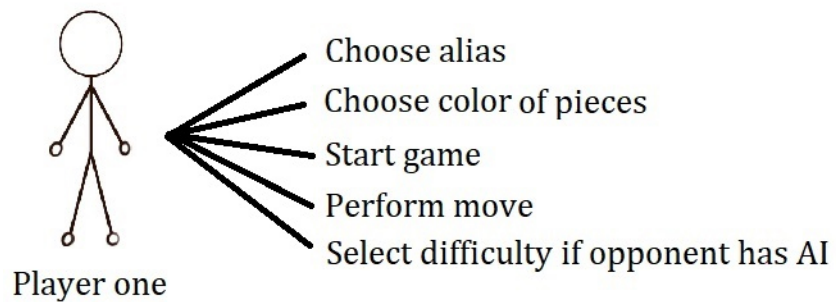 Choose alias
Choose color of pieces
Start game
Perform move
Select difficulty if opponent has AI
Player one